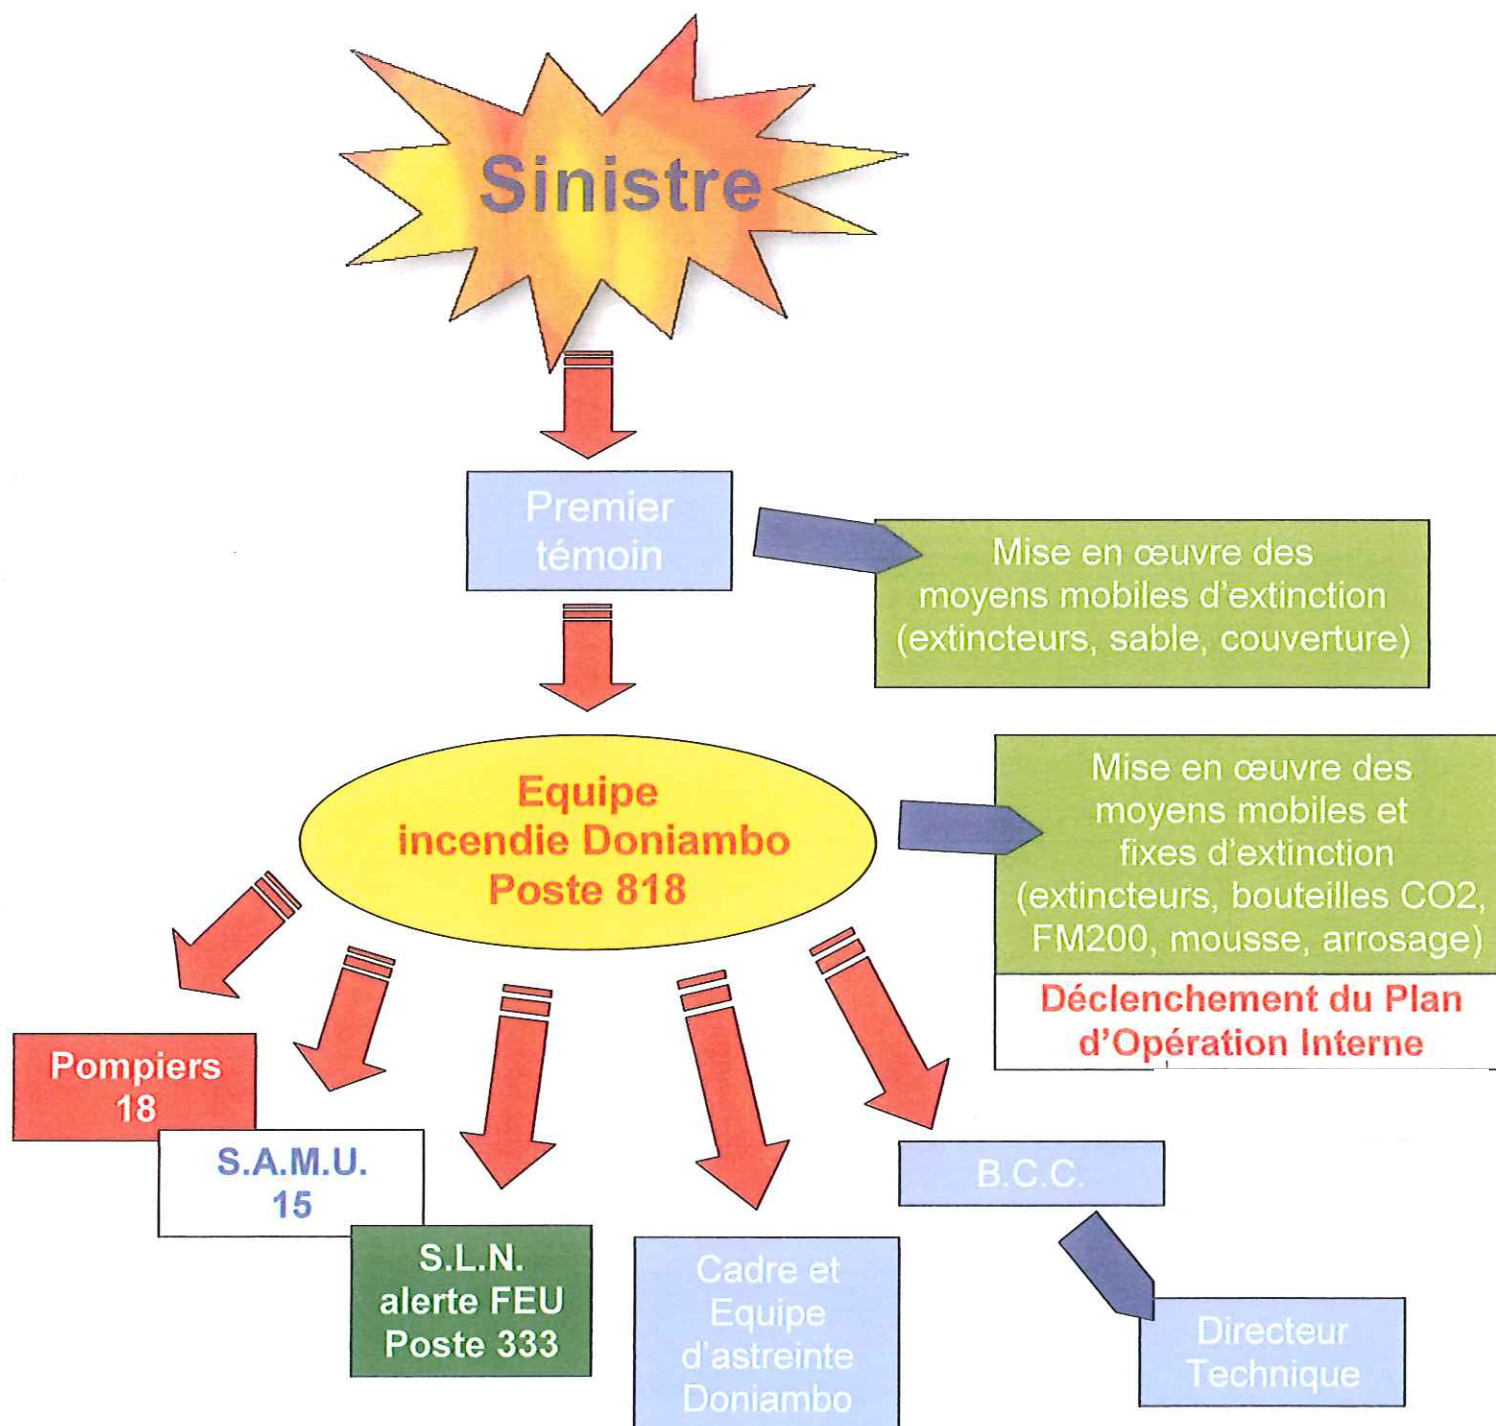 Sinistre
Premier
témoin
Mise en œuvre des
moyens mobiles d'extinction
(extincteurs, sable, couverture)
Equipe
incendie Doniambo
Poste 818
Mise en œuvre des
moyens mobiles et
fixes d'extinction
(extincteurs, bouteilles CO2,
FM200, mousse, arrosage)
Déclenchement du Plan
d'Opération Interne
Pompiers
18
S.A.M.U.
15
S.L.N.
alerte FEU
Poste 333
Cadre et
Equipe
d'astreinte
Doniambo
B.C.C.
Directeur
Technique